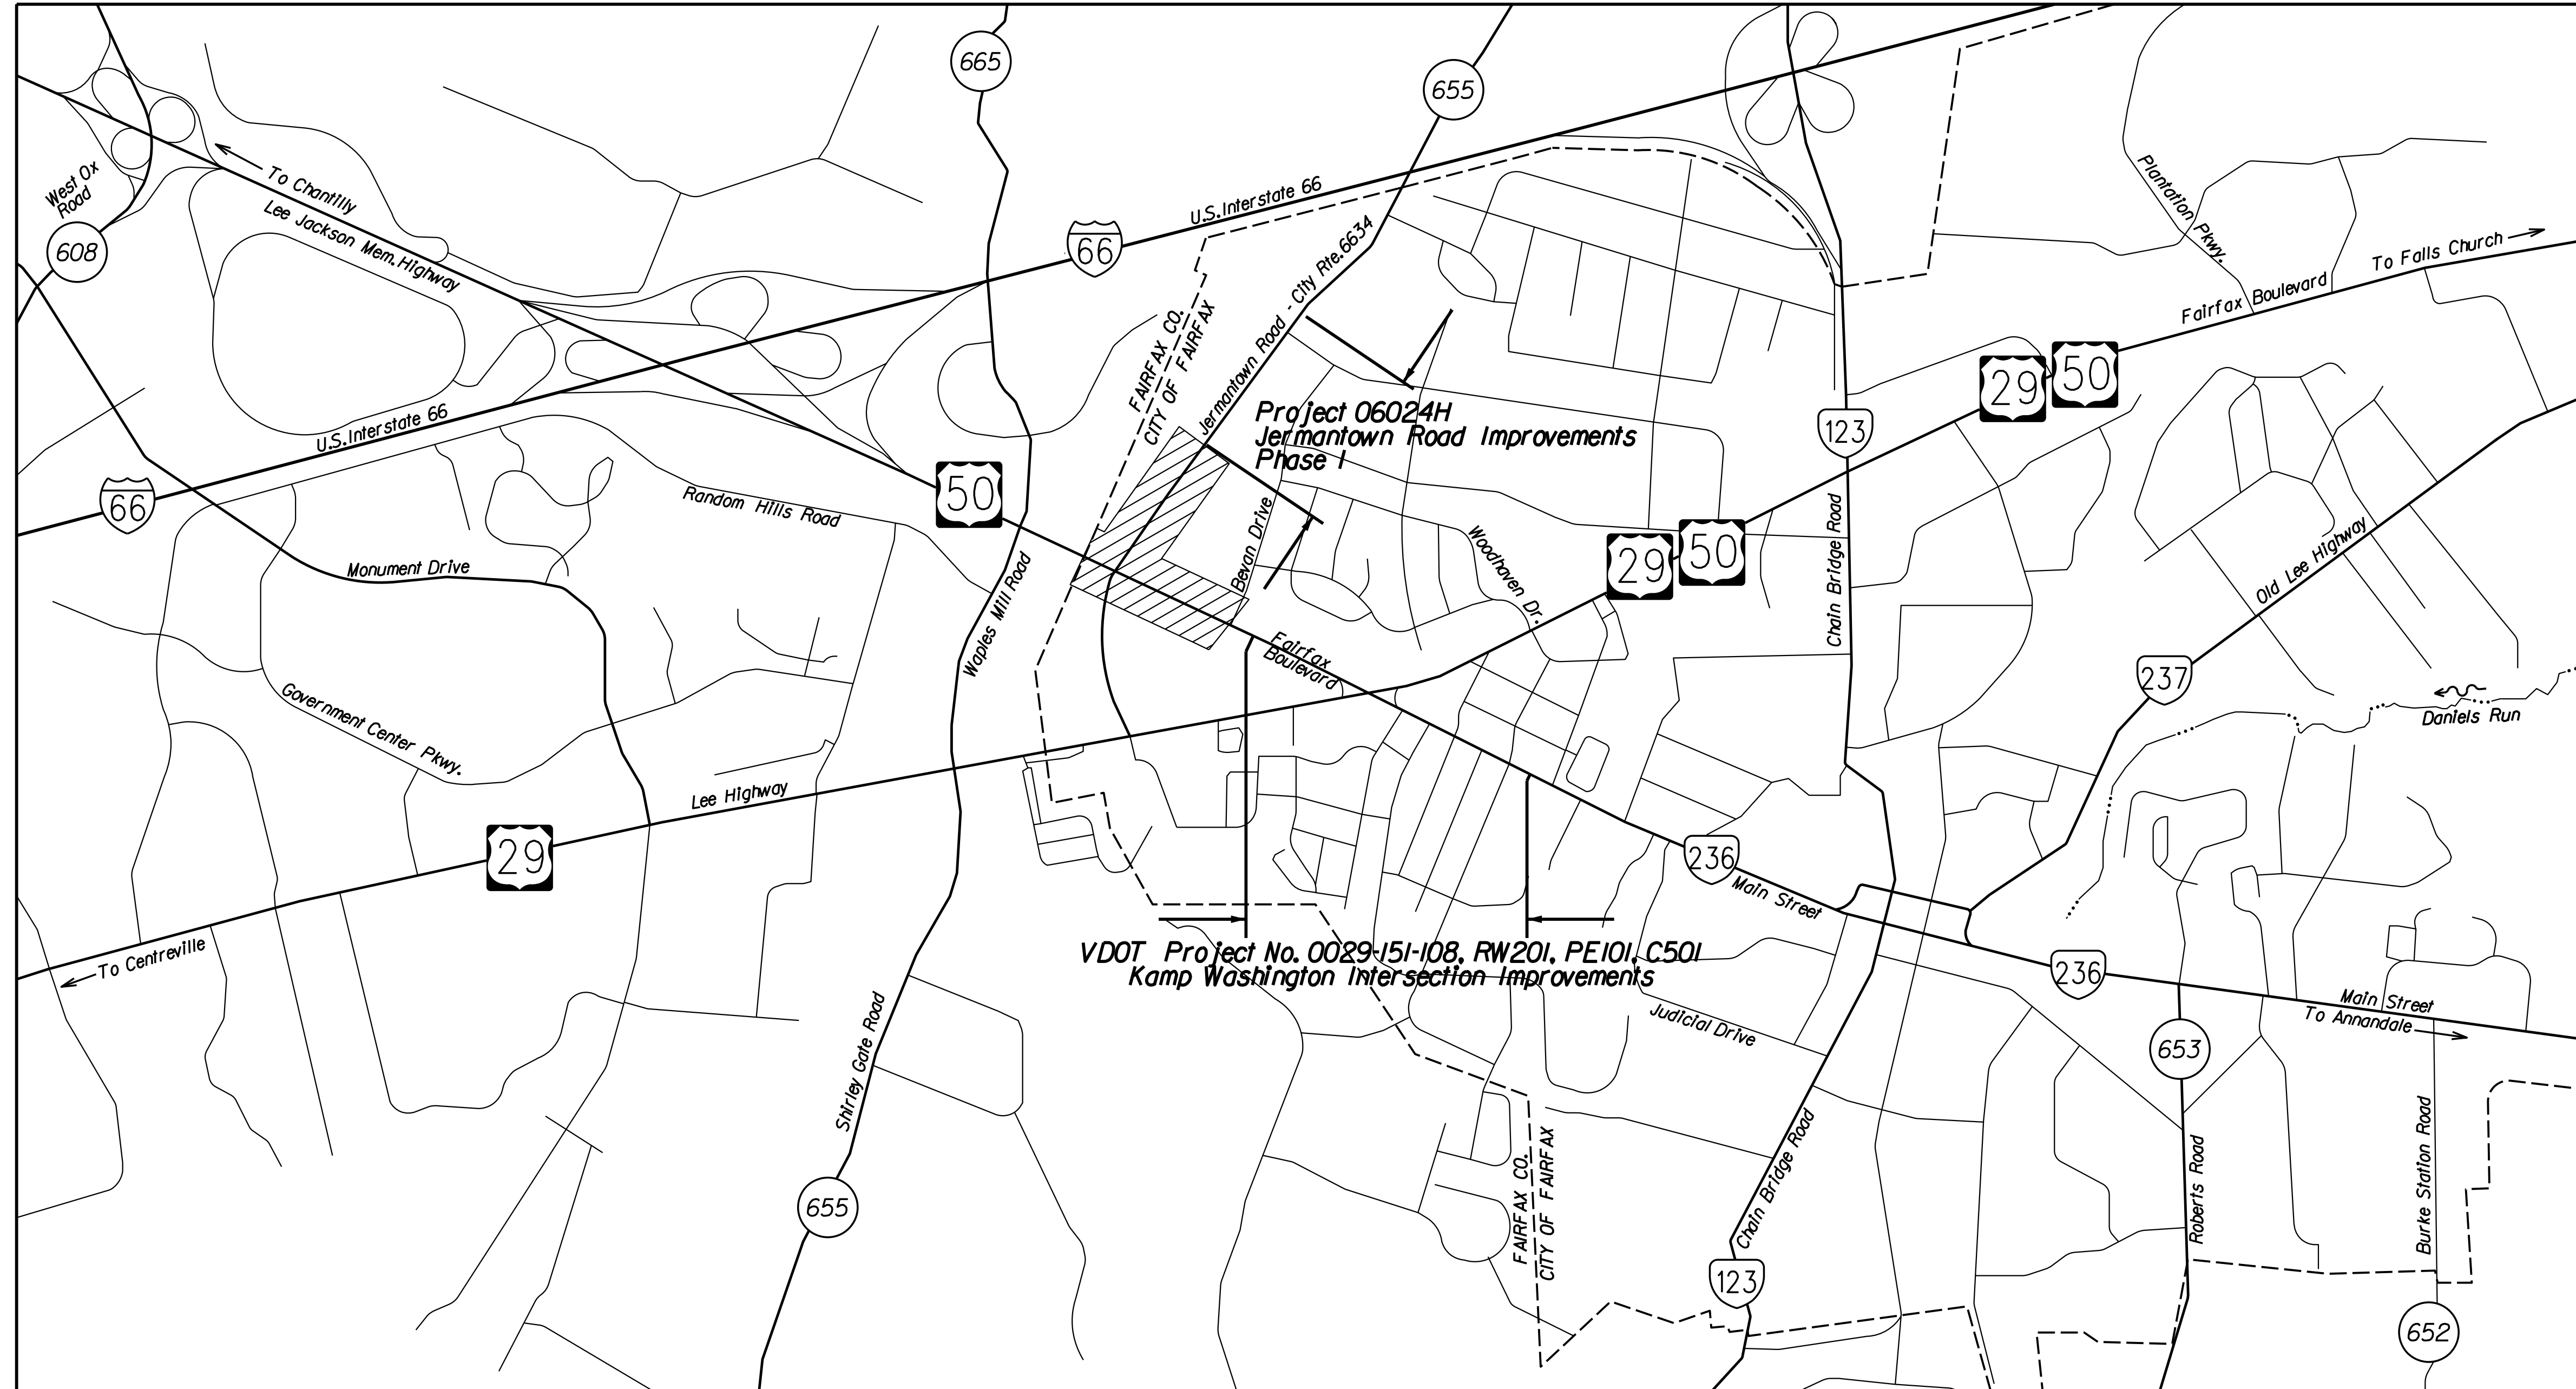 665
655
West Ox
Road
608
To Chantilly
Lee Jackson Mem. Highway
U.S. Interstate 66
66
Plantation Pkwy.
To Falls Church
Fairfax Boulevard
FAIRFAX CO.
CITY OF FAIRFAX
Jermantown Road - City Rte.6634
29
50
123
Project 06024H
Jermantown Road Improvements
Phase I
U.S. Interstate 66
66
Random Hills Road
50
Bevan Drive
Woodhaven Dr.
29
50
Chain Bridge Road
Old Lee Highway
Monument Drive
Waples Mill Road
Fairfax
Boulevard
237
Daniels Run
Government Center Pkwy.
Lee Highway
29
236
Main Street
To Centreville
VDOT Project No. 0029-151-108, RW201, PE101, C501
Kamp Washington Intersection Improvements
236
Main Street
To Annandale
Judicial Drive
Shirley Gate Road
653
Chain Bridge Road
Roberts Road
Burke Station Road
FAIRFAX CO.
CITY OF FAIRFAX
655
123
652